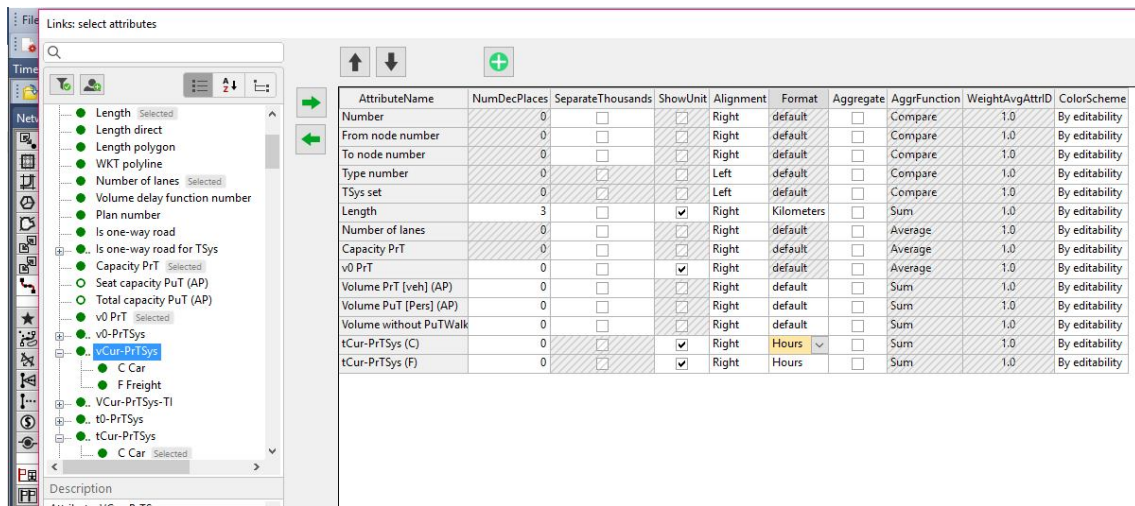 File
Links: select attributes
Time
Netw
Length Selected
Length direct
Length polygon
WKT polyline
Number of lanes Selected
Volume delay function number
Plan number
Is one-way road
Is one-way road for TSys
Capacity PrT Selected
Seat capacity PuT (AP)
Total capacity PuT (AP)
v0 PrT Selected
v0-PrTSys
vCur-PrTSys
C Car
F Freight
VCur-PrTSys-TI
t0-PrTSys
tCur-PrTSys
C Car Selected
Description
AttributeName NumDecPlaces SeparateThousands ShowUnit Alignment Format Aggregate AggrFunction WeightAvgAttrID ColorScheme
Number 0 Right default Compare 1.0 By editability
From node number 0 Right default Compare 1.0 By editability
To node number 0 Right default Compare 1.0 By editability
Type number 0 Left default Compare 1.0 By editability
TSys set 0 Left default Compare 1.0 By editability
Length 3 Right Kilometers Sum 1.0 By editability
Number of lanes 0 Right default Average 1.0 By editability
Capacity PrT 0 Right default Average 1.0 By editability
v0 PrT 0 Right default Average 1.0 By editability
Volume PrT [veh] (AP) 0 Right default Sum 1.0 By editability
Volume PuT [Pers] (AP) 0 Right default Sum 1.0 By editability
Volume without PuTWalk 0 Right default Sum 1.0 By editability
tCur-PrTSys (C) 0 Right Hours Sum 1.0 By editability
tCur-PrTSys (F) 0 Right Hours Sum 1.0 By editability